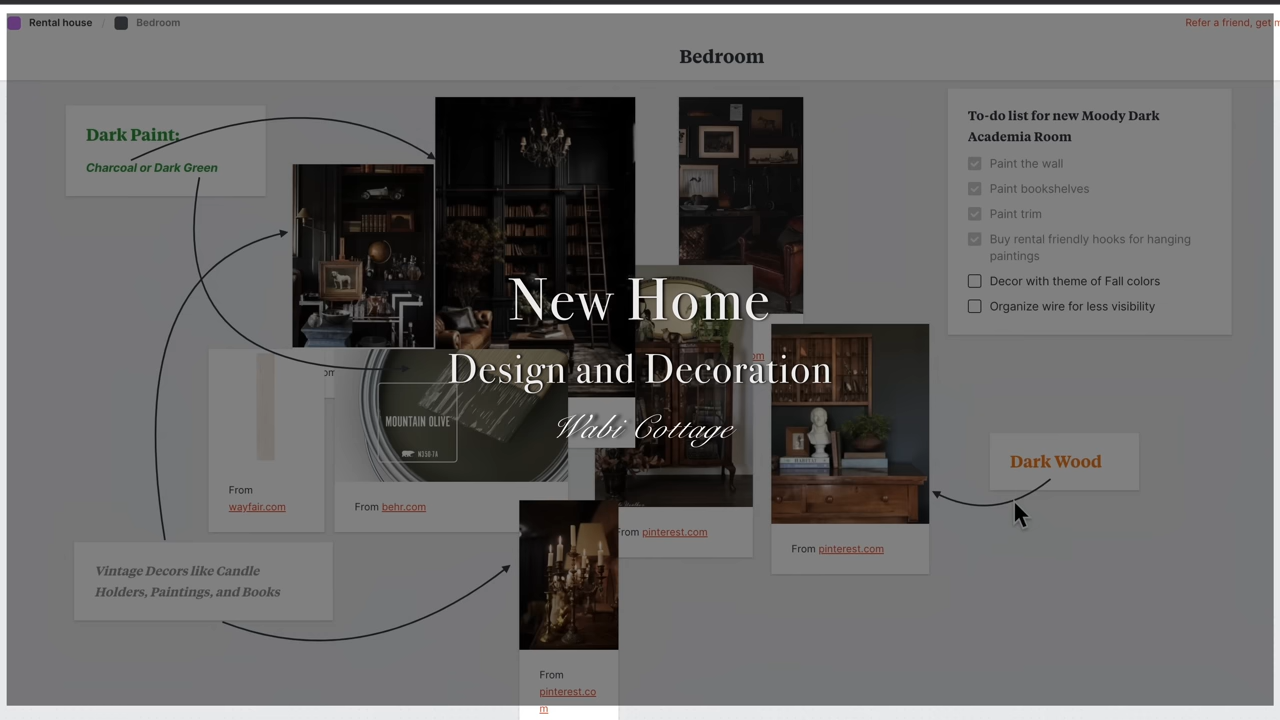 Rental house / Bedroom
Refer a friend, get m
Bedroom
Dark Paint:
Charcoal or Dark Green
To-do list for new Moody Dark
Academia Room
Paint the wall
Paint bookshelves
Paint trim
Buy rental friendly hooks for hanging
paintings
Decor with theme of Fall colors
Organize wire for less visibility
New Home
Design and Decoration
Wabi Cottage
om
om
MOUNTAIN OLIVE
N350-7A
From
wayfair.com
From behr.com
From pinterest.com
From pinterest.com
Dark Wood
Vintage Decors like Candle
Holders, Paintings, and Books
From
pinterest.co
m